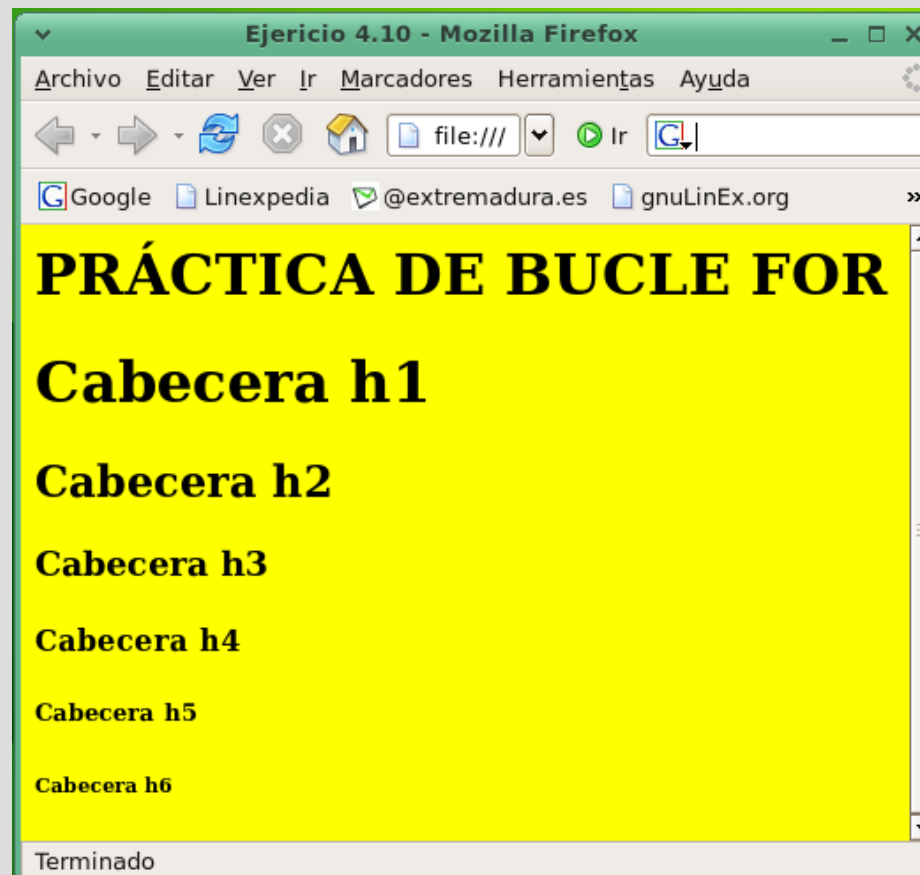 Ejericio 4.10 - Mozilla Firefox
Archivo Editar Ver Ir Marcadores Herramientas Ayuda
file:/// Ir G
G Google Linexpedia @extremadura.es gnuLinEx.org »
PRÁCTICA DE BUCLE FOR
Cabecera h1
Cabecera h2
Cabecera h3
Cabecera h4
Cabecera h5
Cabecera h6
Terminado